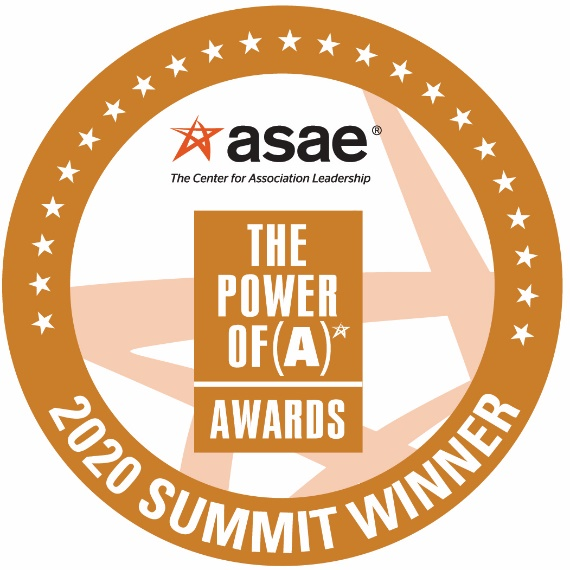 asae®
The Center for Association Leadership
THE
POWER
OF (A)
AWARDS
2020 SUMMIT WINNER